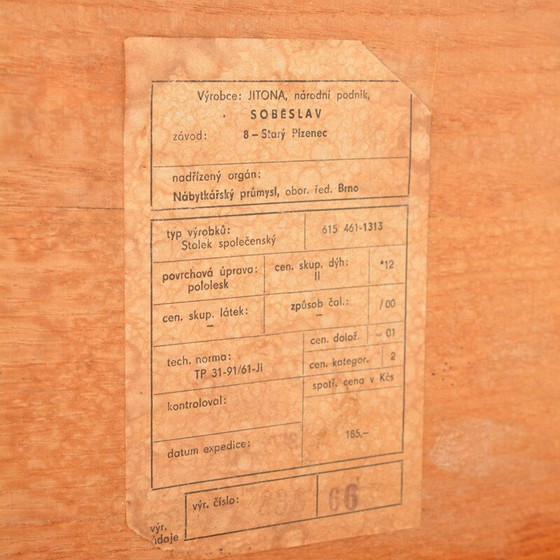 Výrobce: JITONA, národní podnik,
SOBĚSLAV
závod: 8 – Starý Plzenec
nadřízený orgán:
Nábytkářský průmysl, obor. řed. Brno
typ výrobků: 615 461-1313
Stolek společenský
povrchová úprava: cen. skup. dýh: *12
pololesk II
cen. skup. látek: způsob čal.: /00
– –
tech. norma: cen. dolož. – 01
TP 31-91/61-Ji cen. kategor. 2
kontroloval: spotř. cena v Kčs
datum expedice: 185.–
výr. číslo: 66
výr.
údaje